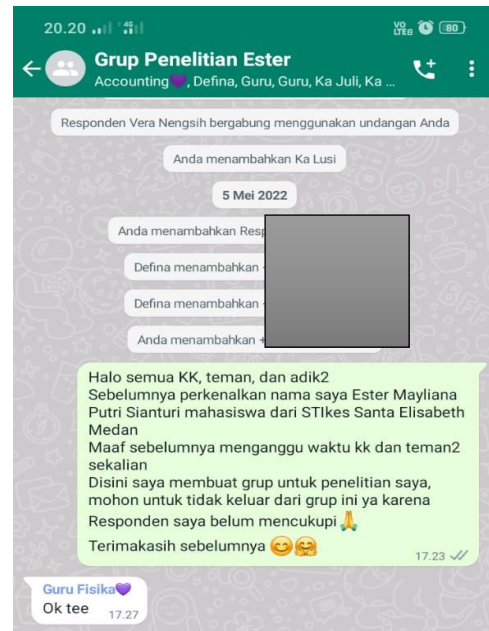 20.20 4G VO LTE 80
Grup Penelitian Ester
Accounting💜, Defina, Guru, Guru, Ka Juli, Ka ...
Responden Vera Nengsih bergabung menggunakan undangan Anda
Anda menambahkan Ka Lusi
5 Mei 2022
Anda menambahkan
Defina menambahkan
Defina menambahkan
Anda menambahkan +
Halo semua KK, teman, dan adik2
Sebelumnya perkenalkan nama saya Ester Mayliana
Putri Sianturi mahasiswa dari STIkes Santa Elisabeth
Medan
Maaf sebelumnya menganggu waktu kk dan teman2
sekalian
Disini saya membuat grup untuk penelitian saya,
mohon untuk tidak keluar dari grup ini ya karena
Responden saya belum mencukupi🙏
Terimakasih sebelumnya 😊🤗
17.23
Guru Fisika💜
Ok tee 17.27